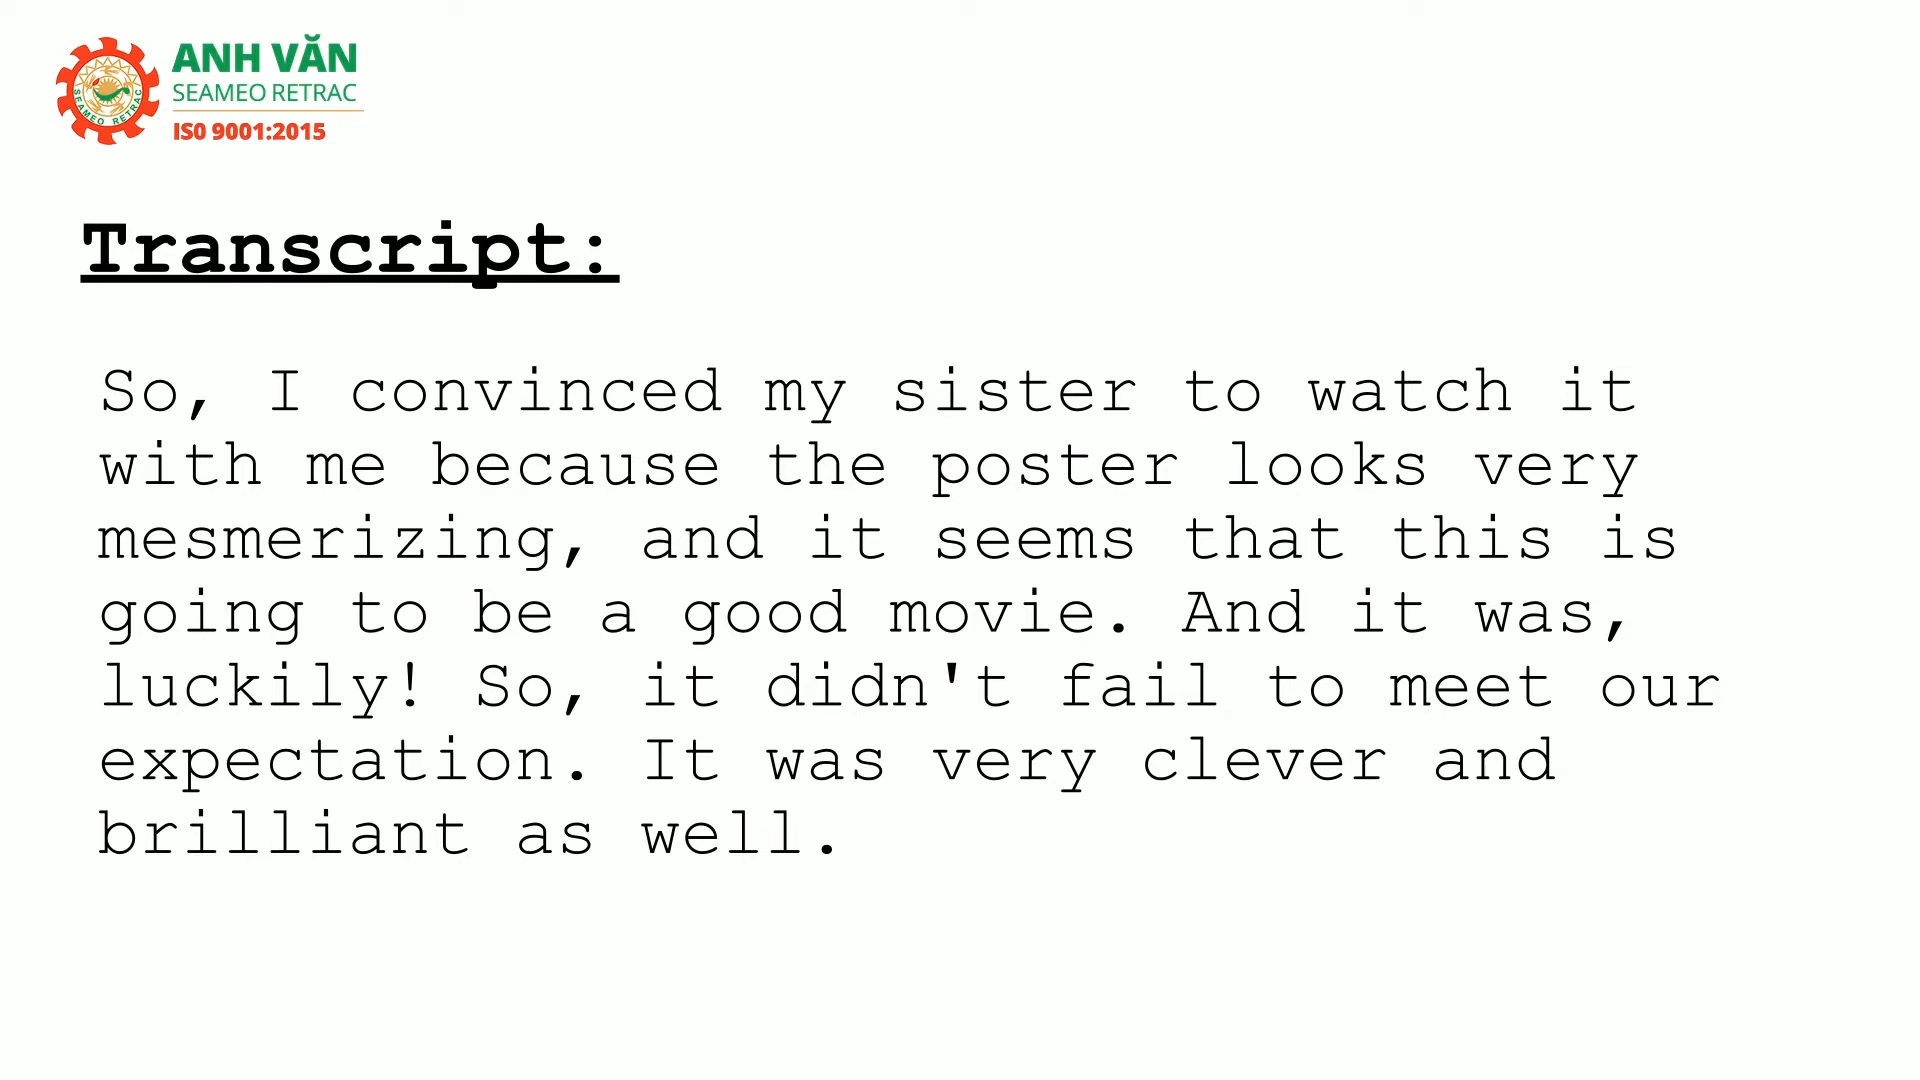 ANH VĂN
SEAMEO RETRAC
SEAMEO RETRAC
ISO 9001:2015
Transcript:
So, I convinced my sister to watch it
with me because the poster looks very
mesmerizing, and it seems that this is
going to be a good movie. And it was,
luckily! So, it didn't fail to meet our
expectation. It was very clever and
brilliant as well.